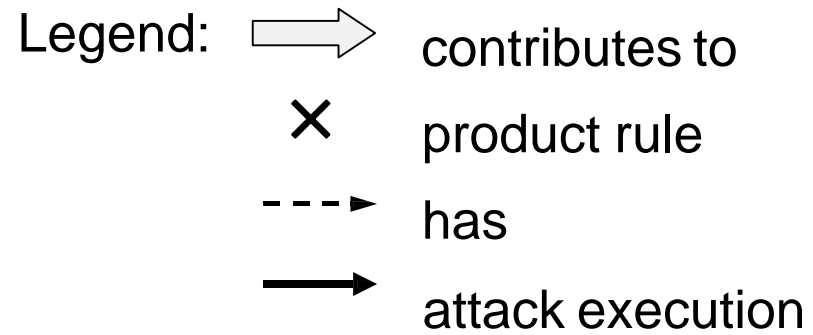 Legend:
contributes to
product rule
has
attack execution